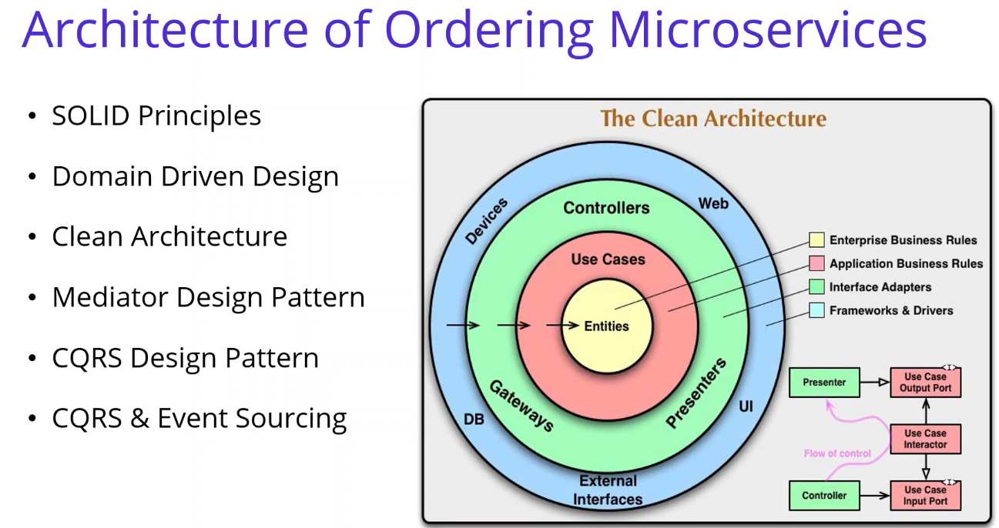 Architecture of Ordering Microservices
• SOLID Principles
• Domain Driven Design
• Clean Architecture
• Mediator Design Pattern
• CQRS Design Pattern
• CQRS & Event Sourcing
The Clean Architecture
Devices
Web
Controllers
Use Cases
Entities
Gateways
Presenters
DB
UI
External
Interfaces
Enterprise Business Rules
Application Business Rules
Interface Adapters
Frameworks & Drivers
Presenter
<I>
Use Case
Output Port
Use Case
Interactor
Flow of control
Controller
<I>
Use Case
Input Port